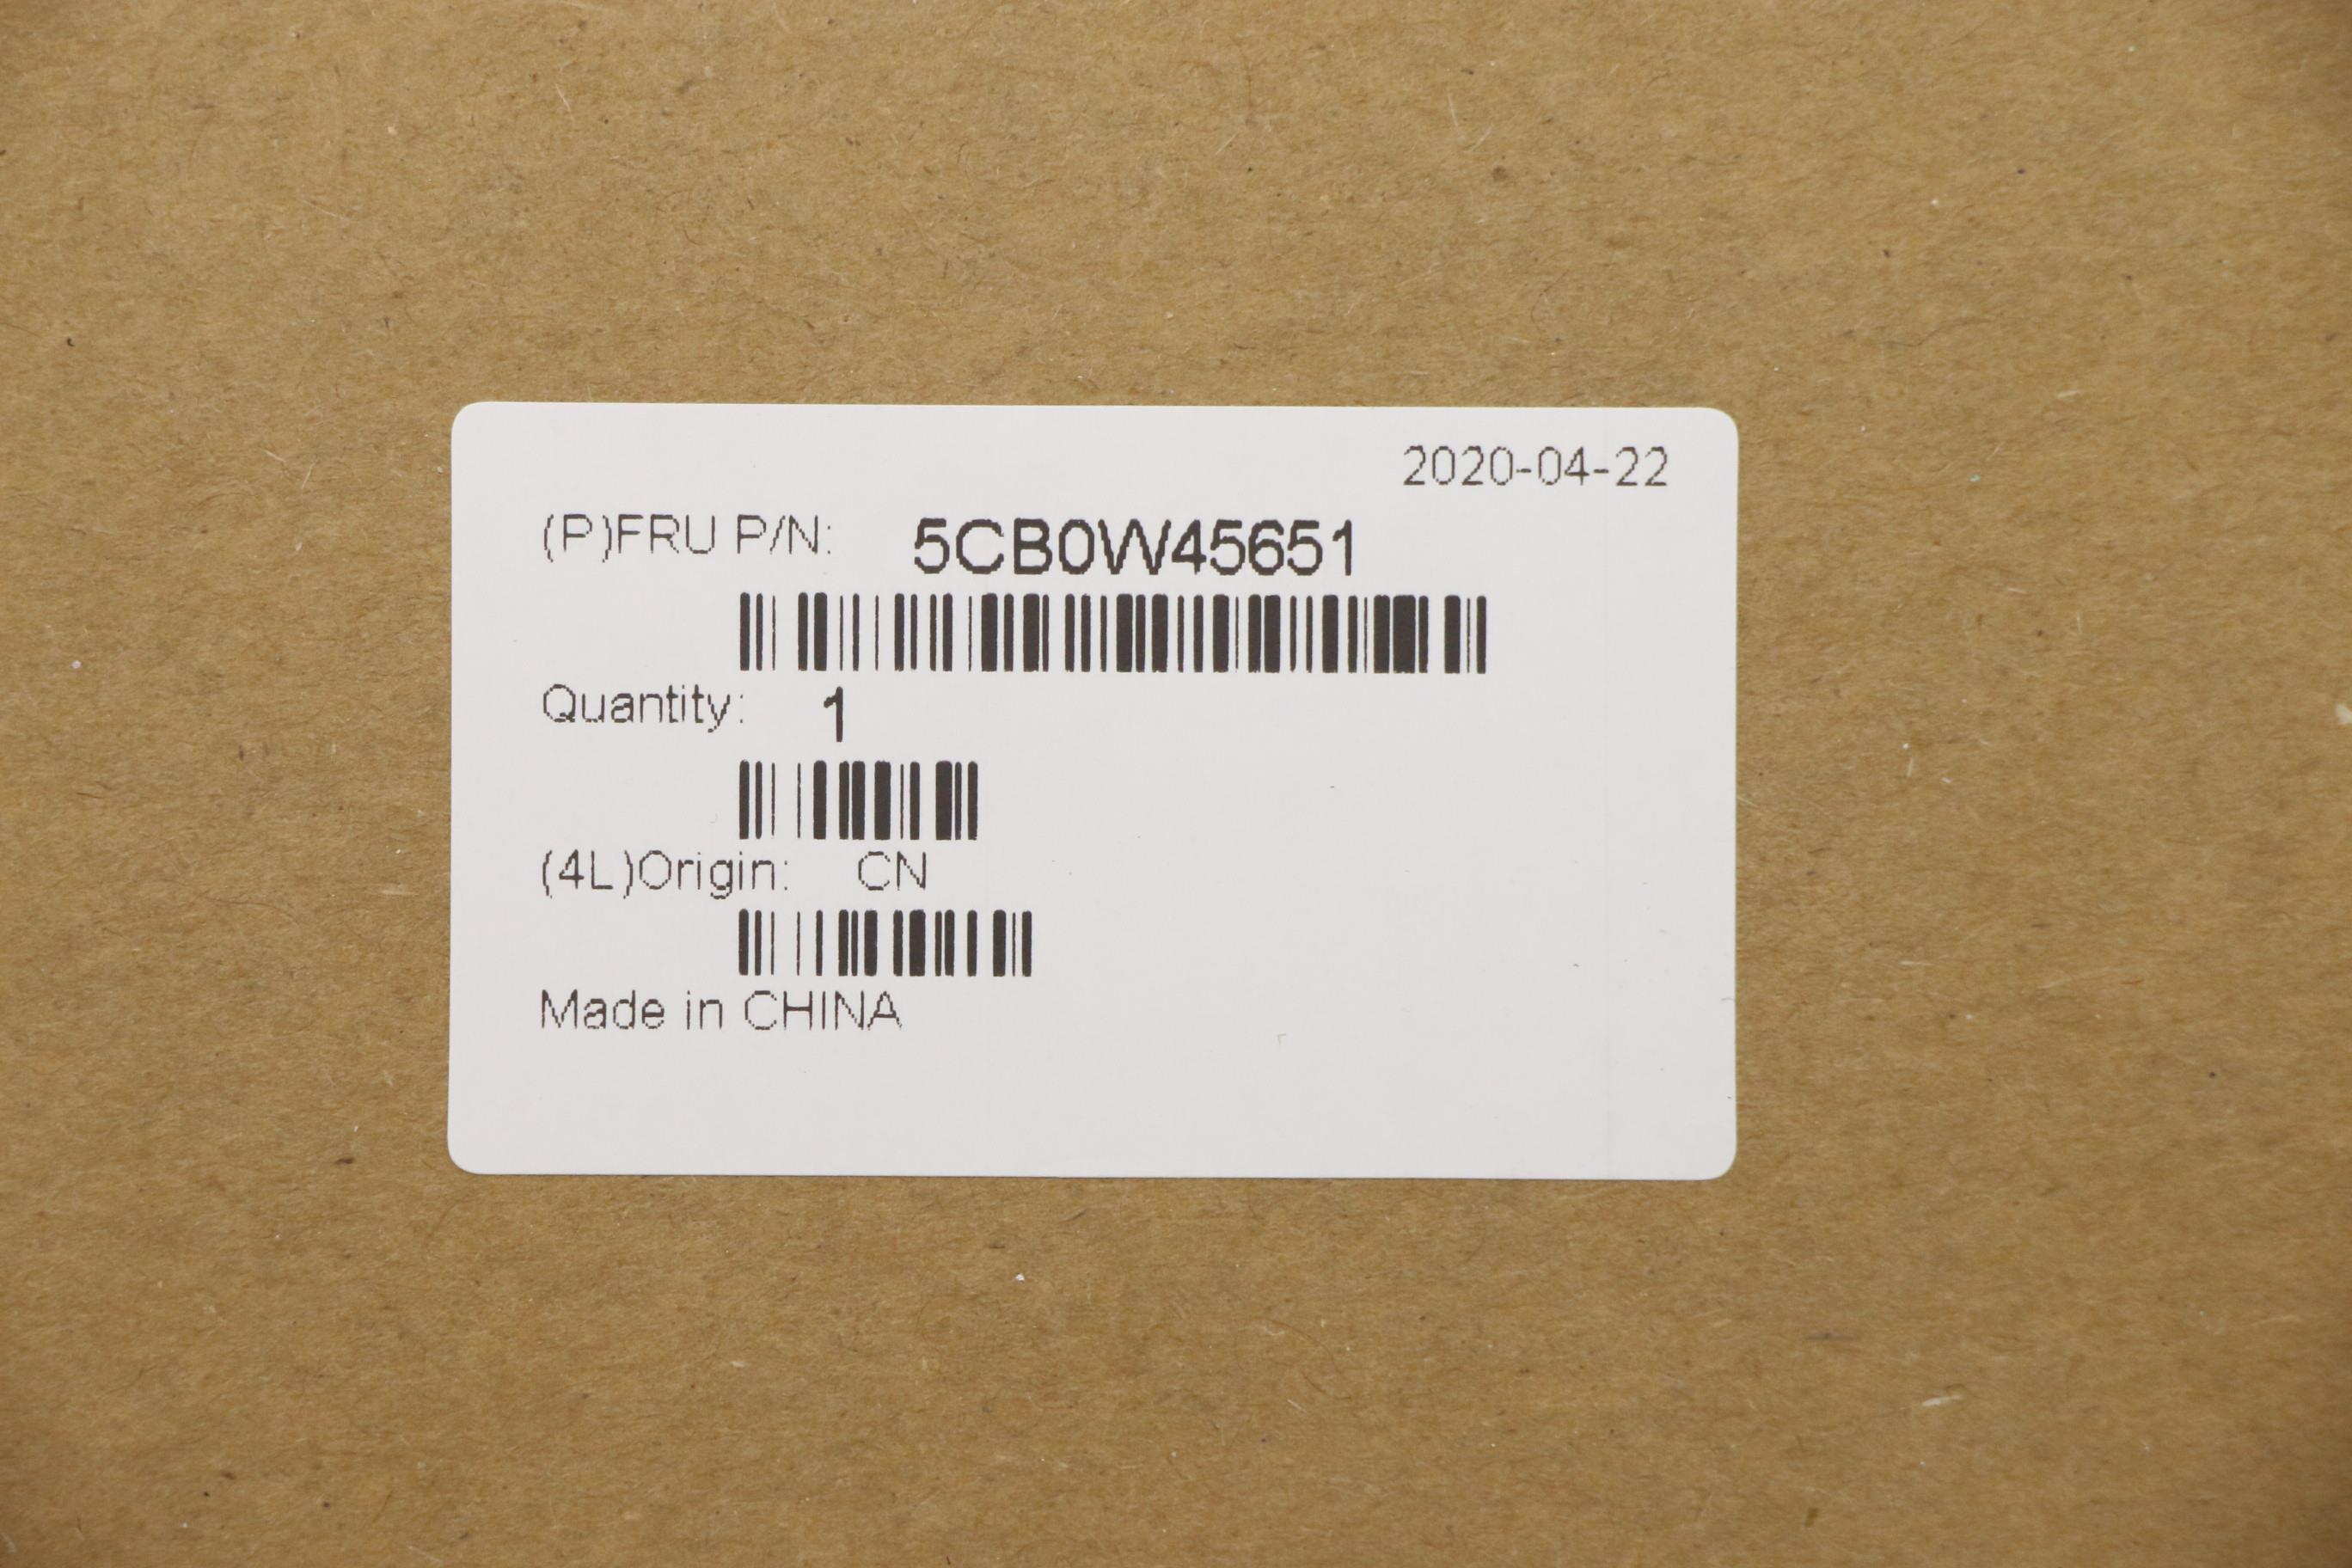 2020-04-22
(P)FRU P/N: 5CB0W45651
Quantity: 1
(4L)Origin: CN
Made in CHINA